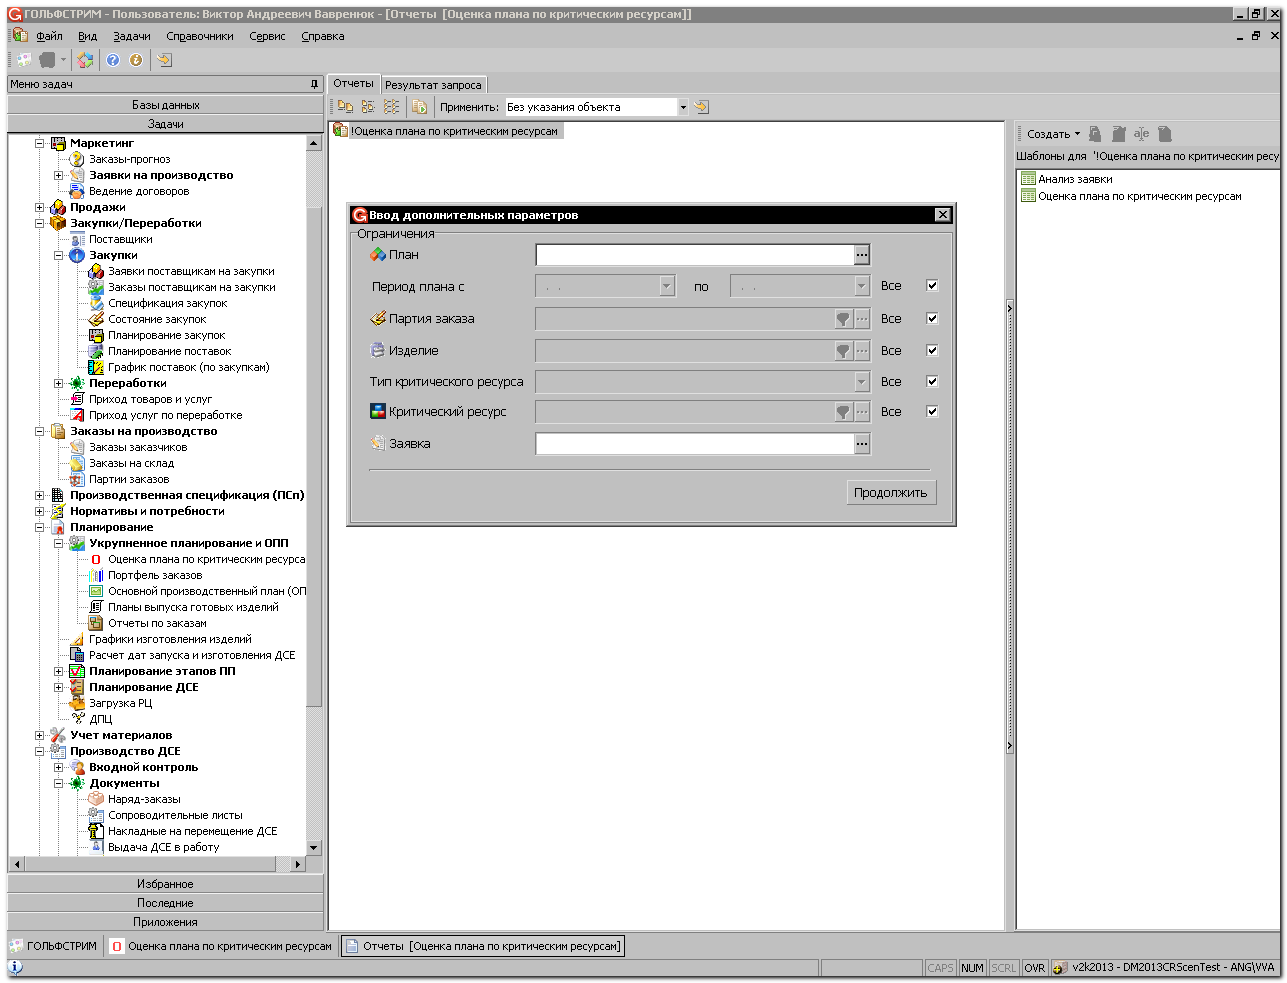 ГОЛЬФСТРИМ - Пользователь: Виктор Андреевич Вавренюк - [Отчеты [Оценка плана по критическим ресурсам]]
Файл Вид Задачи Справочники Сервис Справка
Меню задач
Базы данных
Задачи
Маркетинг
Заказы-прогноз
Заявки на производство
Ведение договоров
Продажи
Закупки/Переработки
Поставщики
Закупки
Заявки поставщикам на закупки
Заказы поставщикам на закупки
Спецификация закупок
Состояние закупок
Планирование закупок
Планирование поставок
График поставок (по закупкам)
Переработки
Приход товаров и услуг
Приход услуг по переработке
Заказы на производство
Заказы заказчиков
Заказы на склад
Партии заказов
Производственная спецификация (ПСп)
Нормативы и потребности
Планирование
Укрупненное планирование и ОПП
Оценка плана по критическим ресурса
Портфель заказов
Основной производственный план (ОП
Планы выпуска готовых изделий
Отчеты по заказам
Графики изготовления изделий
Расчет дат запуска и изготовления ДСЕ
Планирование этапов ПП
Планирование ДСЕ
Загрузка РЦ
ДПЦ
Учет материалов
Производство ДСЕ
Входной контроль
Документы
Наряд-заказы
Сопроводительные листы
Накладные на перемещение ДСЕ
Выдача ДСЕ в работу
Избранное
Последние
Приложения
Отчеты Результат запроса
Применить: Без указания объекта
!Оценка плана по критическим ресурсам
Ввод дополнительных параметров
Ограничения
План
Период плана с . . по . . Все
Партия заказа Все
Изделие Все
Тип критического ресурса Все
Критический ресурс Все
Заявка
Продолжить
Создать
Шаблоны для '!Оценка плана по критическим ресу
Анализ заявки
Оценка плана по критическим ресурсам
ГОЛЬФСТРИМ Оценка плана по критическим ресурсам Отчеты [Оценка плана по критическим ресурсам]
CAPS NUM SCRL OVR v2k2013 - DM2013CRScenTest - ANG\VVA